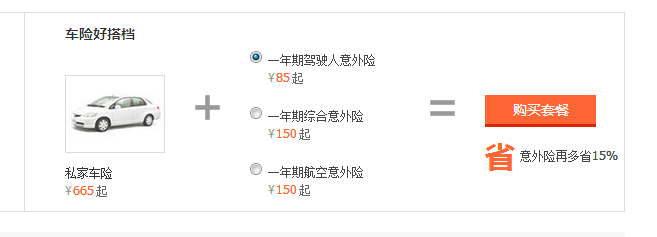 车险好搭档
私家车险
¥665起
+
一年期驾驶人意外险
¥85起
一年期综合意外险
¥150起
一年期航空意外险
¥150起
=
购买套餐
省 意外险再多省15%